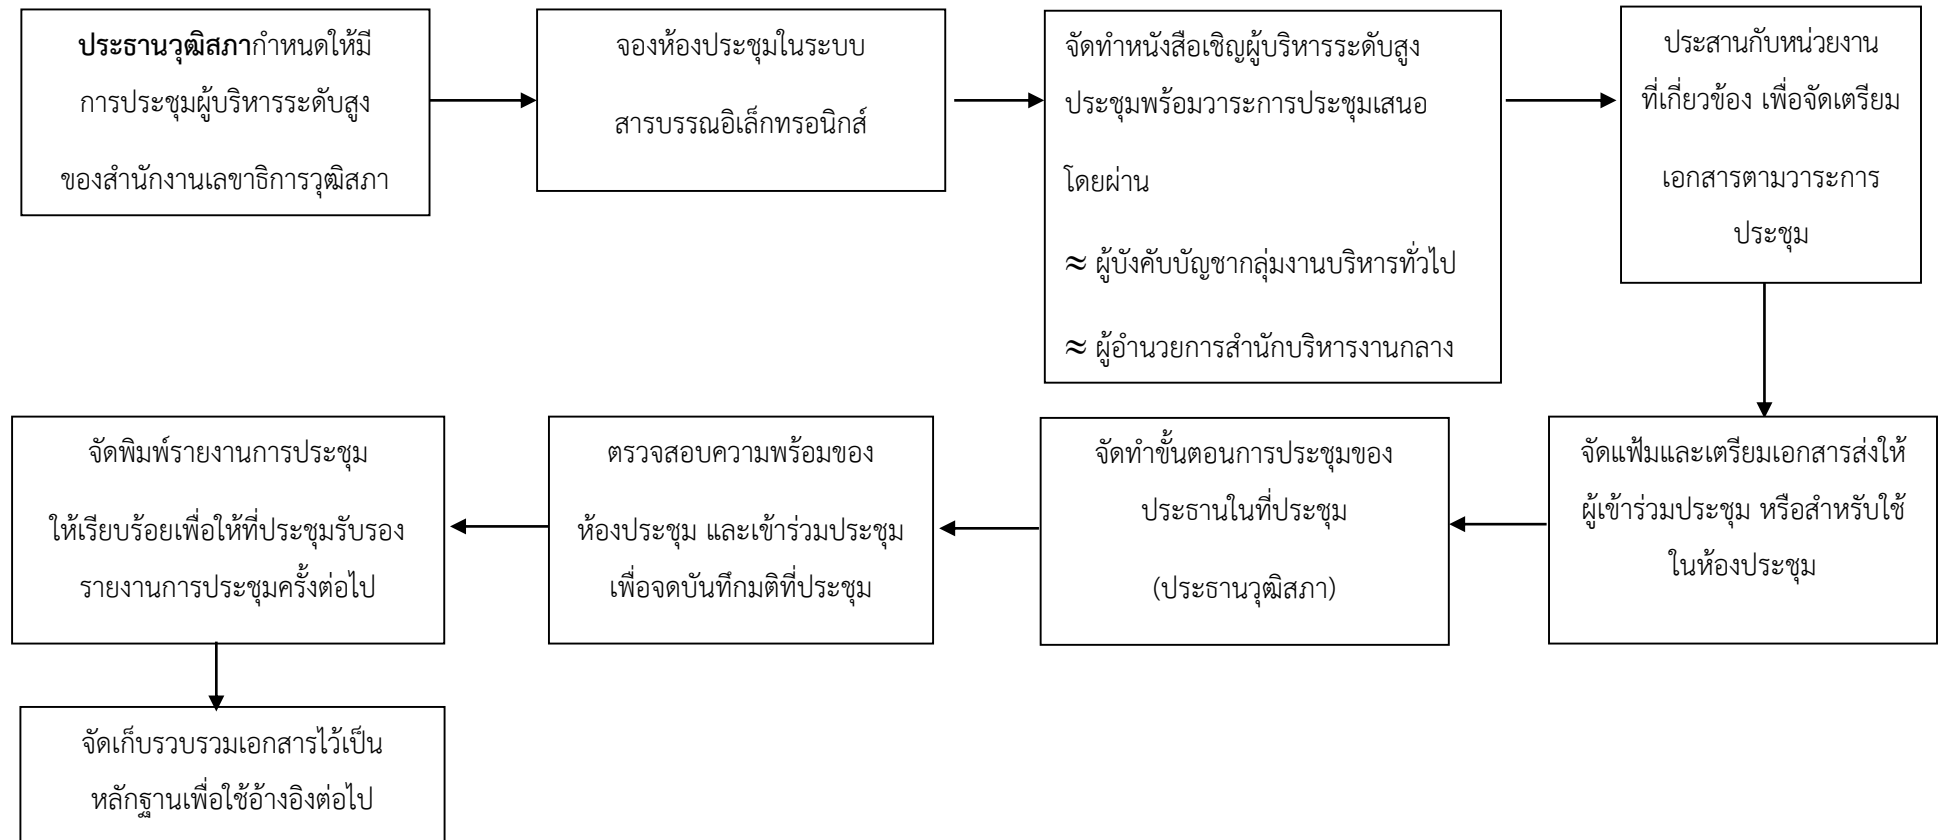 ประธานวุฒิสภากำหนดให้มี
การประชุมผู้บริหารระดับสูง
ของสำนักงานเลขาธิการวุฒิสภา
จองห้องประชุมในระบบ
สารบรรณอิเล็กทรอนิกส์
จัดทำหนังสือเชิญผู้บริหารระดับสูง
ประชุมพร้อมวาระการประชุมเสนอ
โดยผ่าน
≈ ผู้บังคับบัญชากลุ่มงานบริหารทั่วไป
≈ ผู้อำนวยการสำนักบริหารงานกลาง
ประสานกับหน่วยงาน
ที่เกี่ยวข้อง เพื่อจัดเตรียม
เอกสารตามวาระการ
ประชุม
จัดแฟ้มและเตรียมเอกสารส่งให้
ผู้เข้าร่วมประชุม หรือสำหรับใช้
ในห้องประชุม
จัดทำขั้นตอนการประชุมของ
ประธานในที่ประชุม
(ประธานวุฒิสภา)
ตรวจสอบความพร้อมของ
ห้องประชุม และเข้าร่วมประชุม
เพื่อจดบันทึกมติที่ประชุม
จัดพิมพ์รายงานการประชุม
ให้เรียบร้อยเพื่อให้ที่ประชุมรับรอง
รายงานการประชุมครั้งต่อไป
จัดเก็บรวบรวมเอกสารไว้เป็น
หลักฐานเพื่อใช้อ้างอิงต่อไป